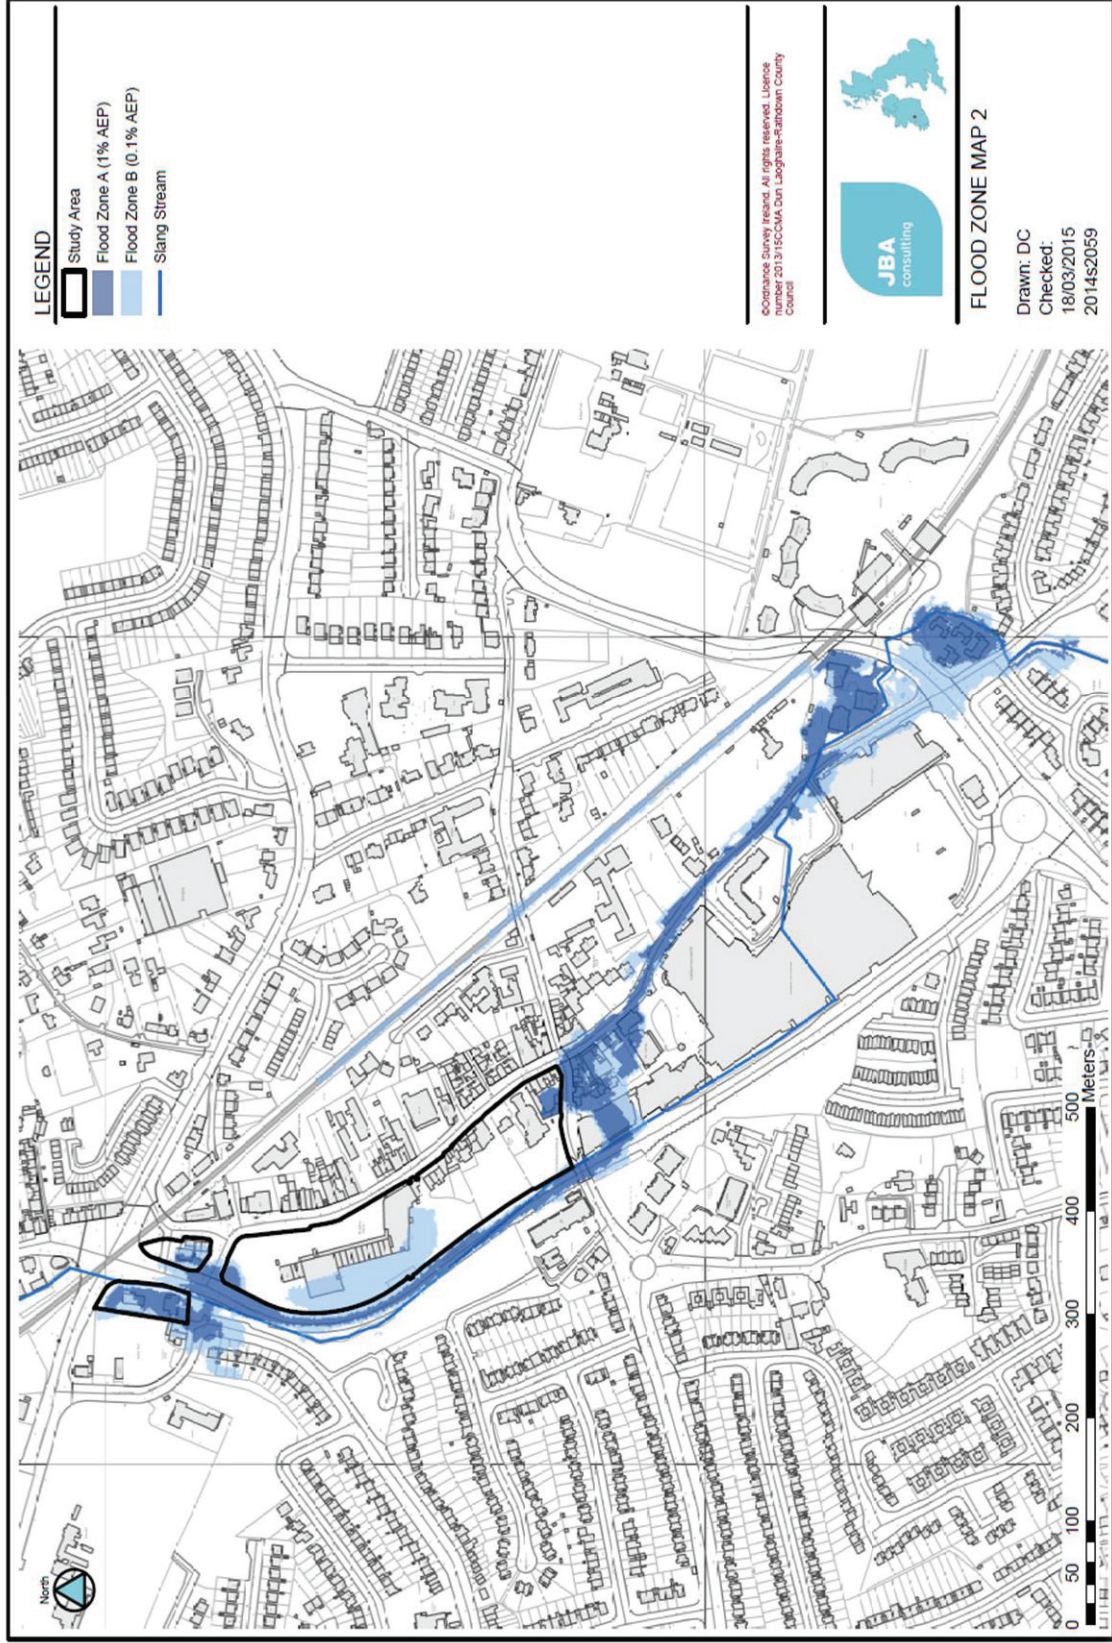 North
LEGEND
Study Area
Flood Zone A (1% AEP)
Flood Zone B (0.1% AEP)
Slang Stream
©Ordnance Survey Ireland. All rights reserved. Licence
number 2013/15CCMA Dun Laoghaire-Rathdown County
Council
JBA
consulting
FLOOD ZONE MAP 2
Drawn: DC
Checked:
18/03/2015
2014s2059
0 50 100 200 300 400 500
Meters